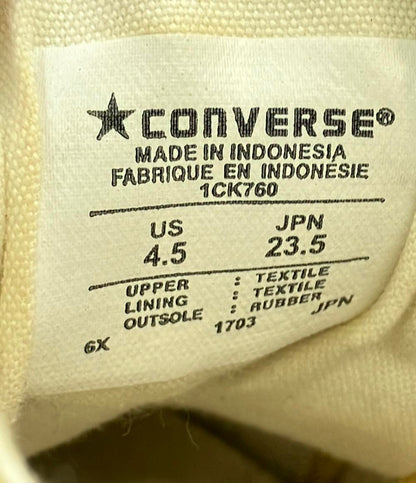 ★CONVERSE®
MADE IN INDONESIA
FABRIQUE EN INDONESIE
1CK760
US JPN
4.5 23.5
UPPER : TEXTILE
LINING : TEXTILE
OUTSOLE : RUBBER
6X 1703 JPN